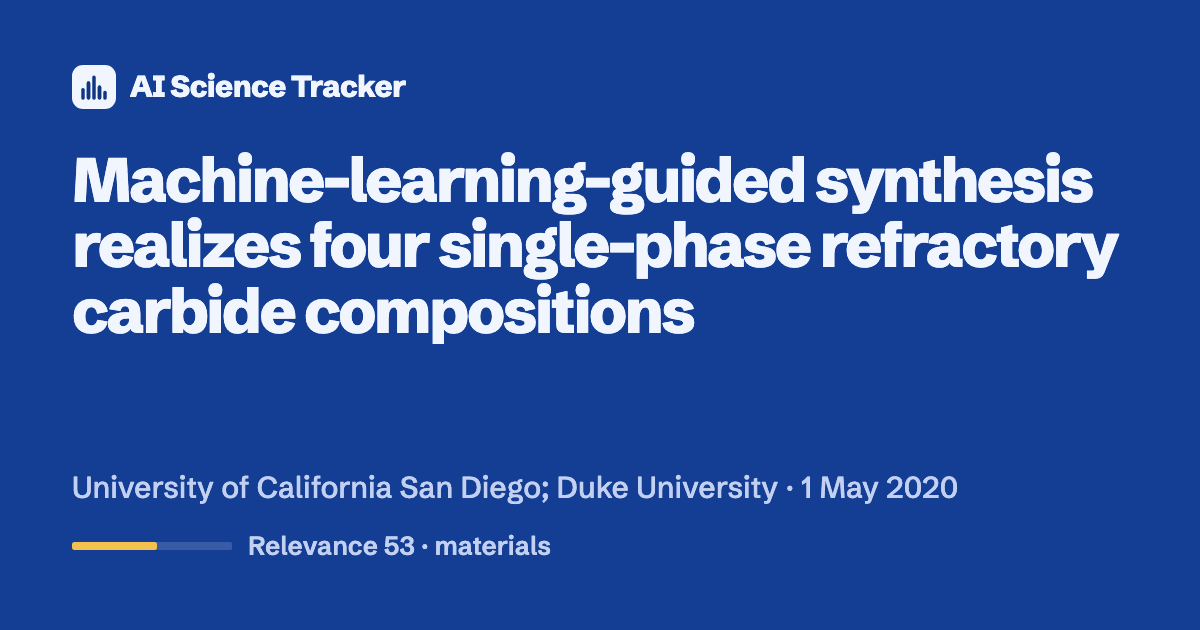 AI Science Tracker
Machine-learning-guided synthesis
realizes four single-phase refractory
carbide compositions
University of California San Diego; Duke University · 1 May 2020
Relevance 53 · materials